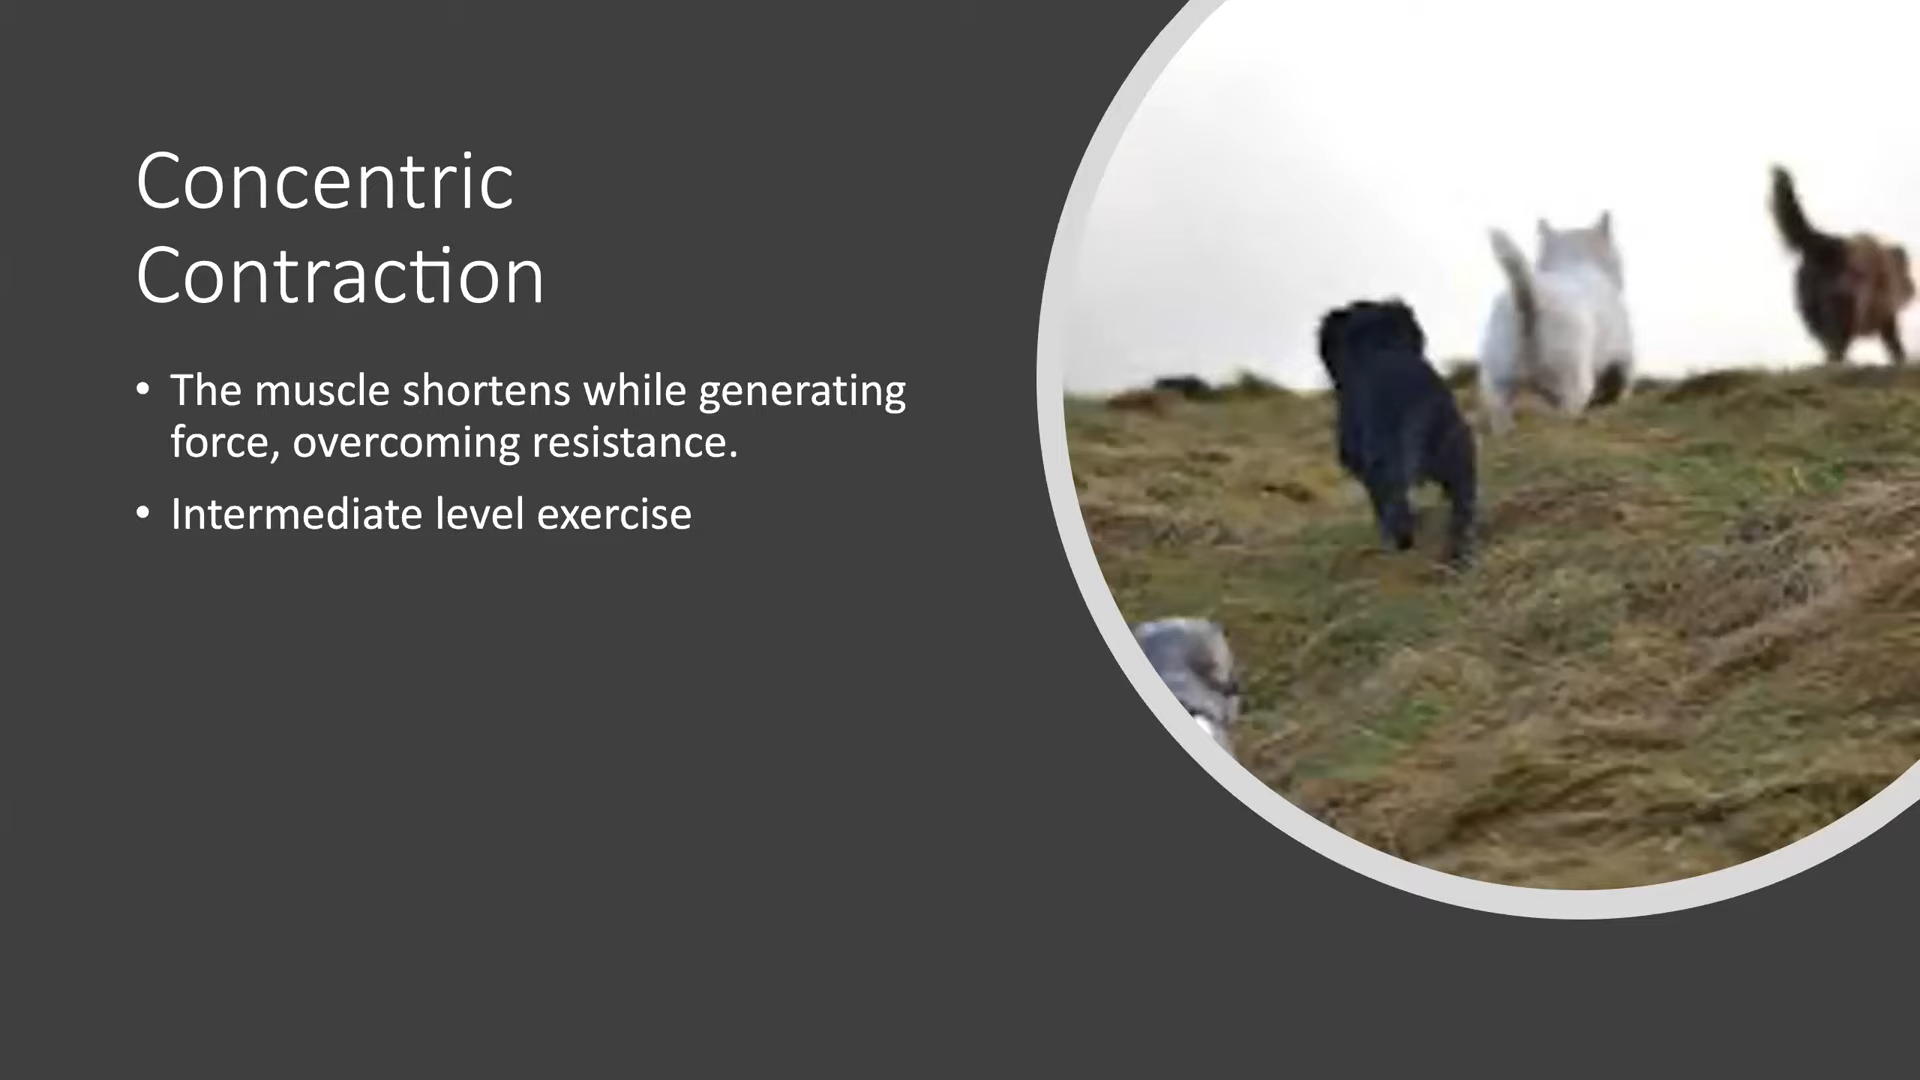 Concentric
Contraction
• The muscle shortens while generating
force, overcoming resistance.
• Intermediate level exercise